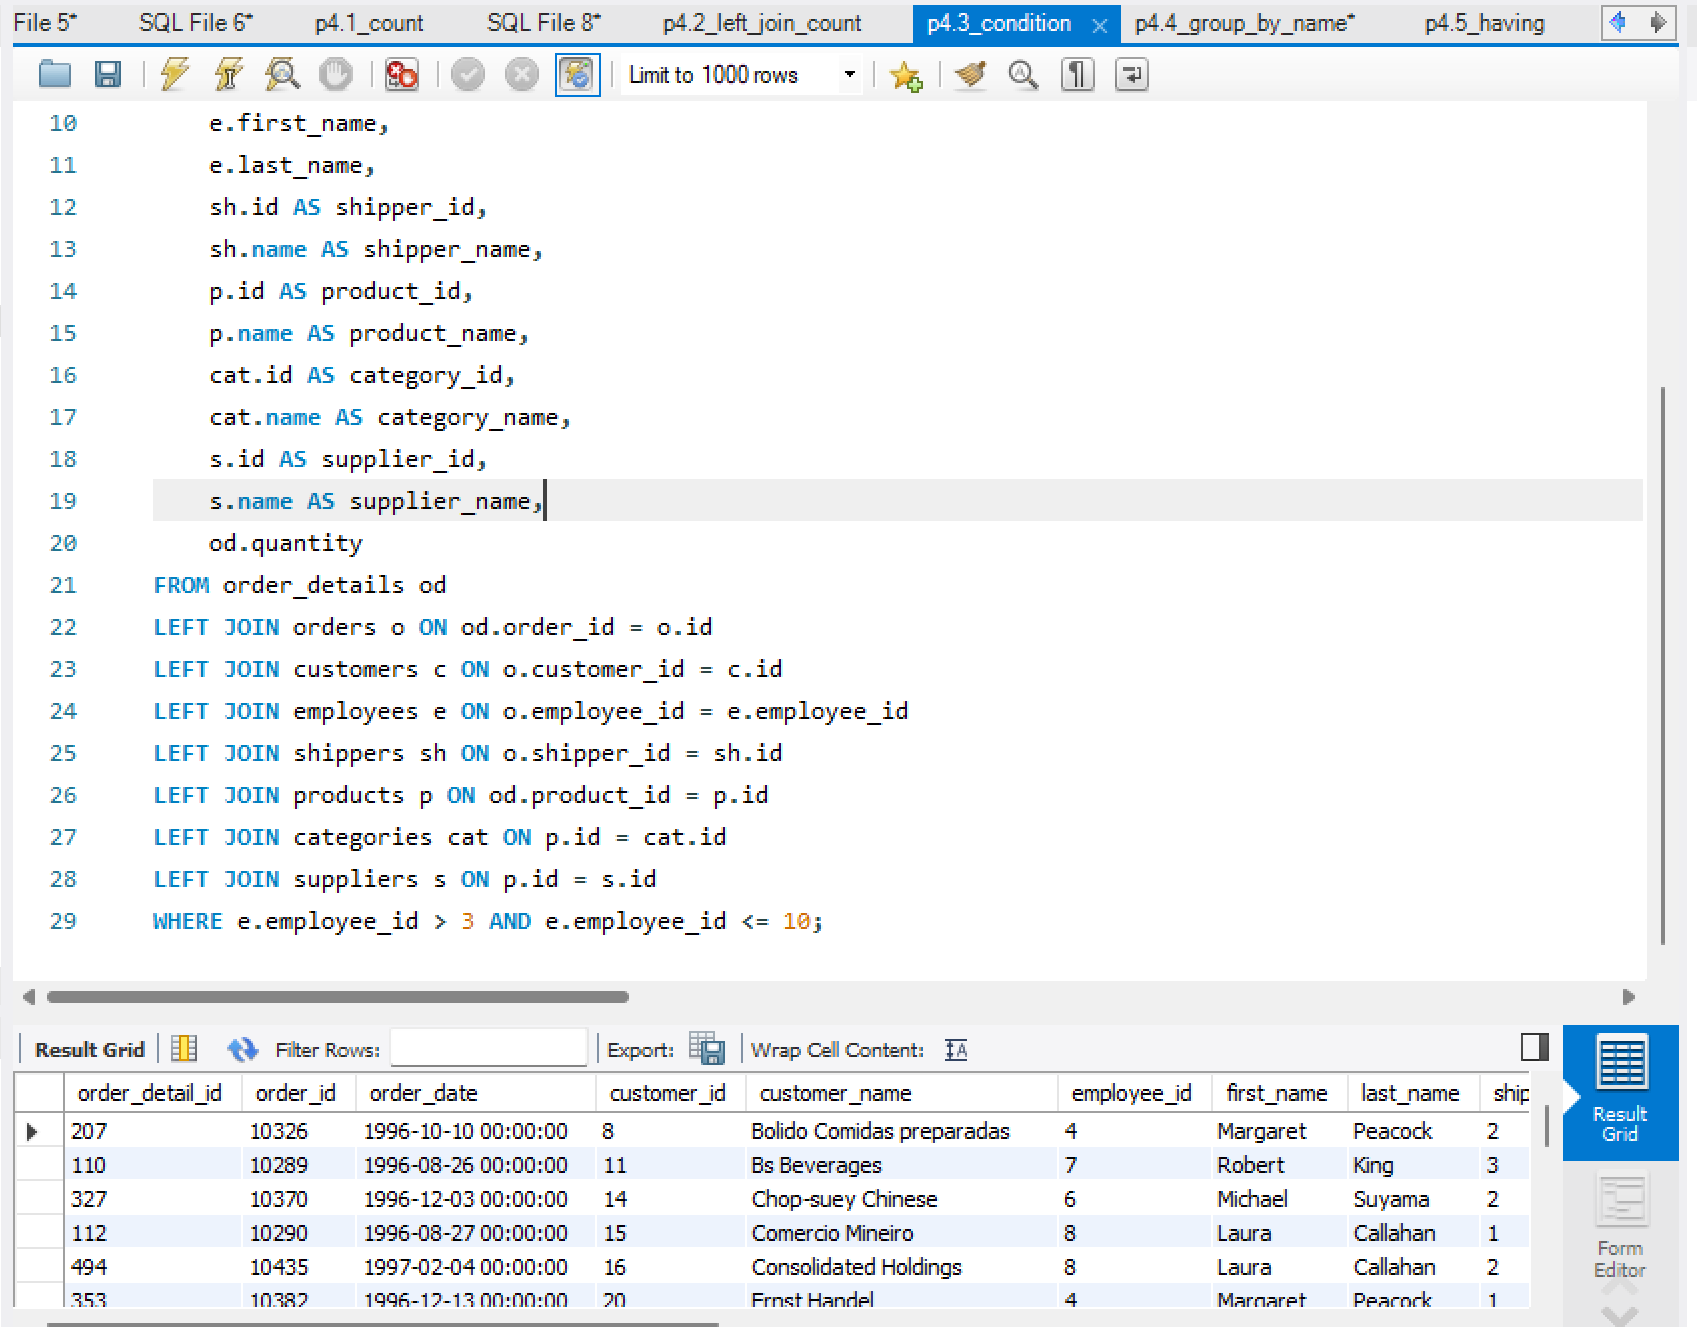 File 5* SQL File 6* p4.1_count SQL File 8* p4.2_left_join_count p4.3_condition p4.4_group_by_name* p4.5_having
Limit to 1000 rows
10 e.first_name,
11 e.last_name,
12 sh.id AS shipper_id,
13 sh.name AS shipper_name,
14 p.id AS product_id,
15 p.name AS product_name,
16 cat.id AS category_id,
17 cat.name AS category_name,
18 s.id AS supplier_id,
19 s.name AS supplier_name,
20 od.quantity
21 FROM order_details od
22 LEFT JOIN orders o ON od.order_id = o.id
23 LEFT JOIN customers c ON o.customer_id = c.id
24 LEFT JOIN employees e ON o.employee_id = e.employee_id
25 LEFT JOIN shippers sh ON o.shipper_id = sh.id
26 LEFT JOIN products p ON od.product_id = p.id
27 LEFT JOIN categories cat ON p.id = cat.id
28 LEFT JOIN suppliers s ON p.id = s.id
29 WHERE e.employee_id > 3 AND e.employee_id <= 10;
Result Grid Filter Rows: Export: Wrap Cell Content:
order_detail_id order_id order_date customer_id customer_name employee_id first_name last_name ship
207 10326 1996-10-10 00:00:00 8 Bolido Comidas preparadas 4 Margaret Peacock 2
110 10289 1996-08-26 00:00:00 11 Bs Beverages 7 Robert King 3
327 10370 1996-12-03 00:00:00 14 Chop-suey Chinese 6 Michael Suyama 2
112 10290 1996-08-27 00:00:00 15 Comercio Mineiro 8 Laura Callahan 1
494 10435 1997-02-04 00:00:00 16 Consolidated Holdings 8 Laura Callahan 2
353 10382 1996-12-13 00:00:00 20 Ernst Handel 4 Margaret Peacock 1
Result
Grid
Form
Editor